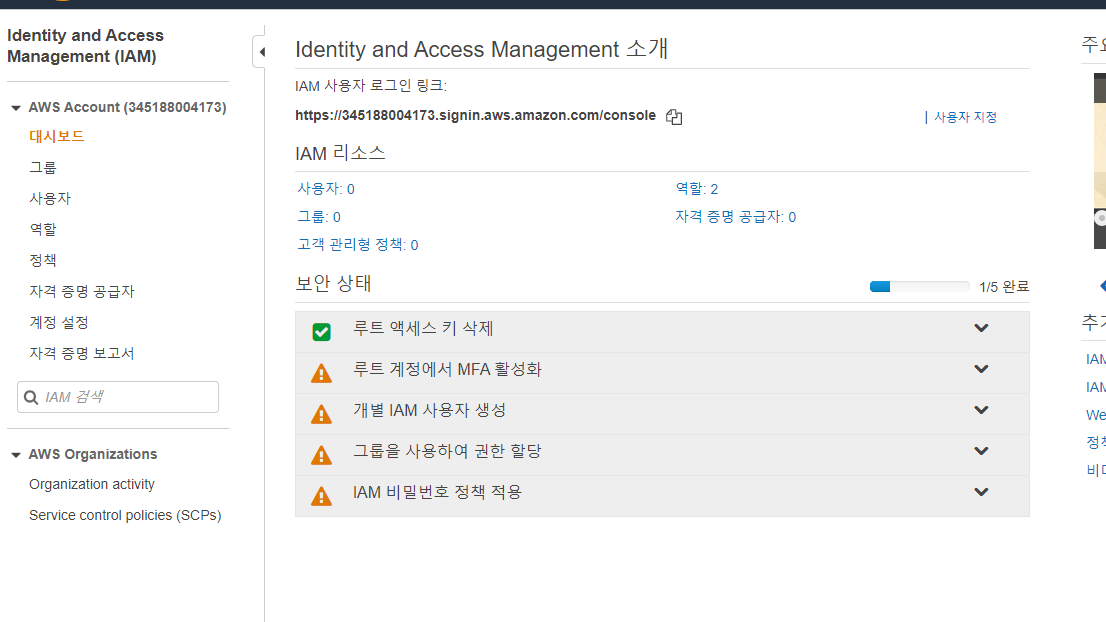 Identity and Access
Management (IAM)
AWS Account (345188004173)
대시보드
그룹
사용자
역할
정책
자격 증명 공급자
계정 설정
자격 증명 보고서
IAM 검색
AWS Organizations
Organization activity
Service control policies (SCPs)
Identity and Access Management 소개
IAM 사용자 로그인 링크:
https://345188004173.signin.aws.amazon.com/console
| 사용자 지정
IAM 리소스
사용자: 0
역할: 2
그룹: 0
자격 증명 공급자: 0
고객 관리형 정책: 0
보안 상태
1/5 완료
루트 액세스 키 삭제
루트 계정에서 MFA 활성화
개별 IAM 사용자 생성
그룹을 사용하여 권한 할당
IAM 비밀번호 정책 적용
IAM
IAM
We